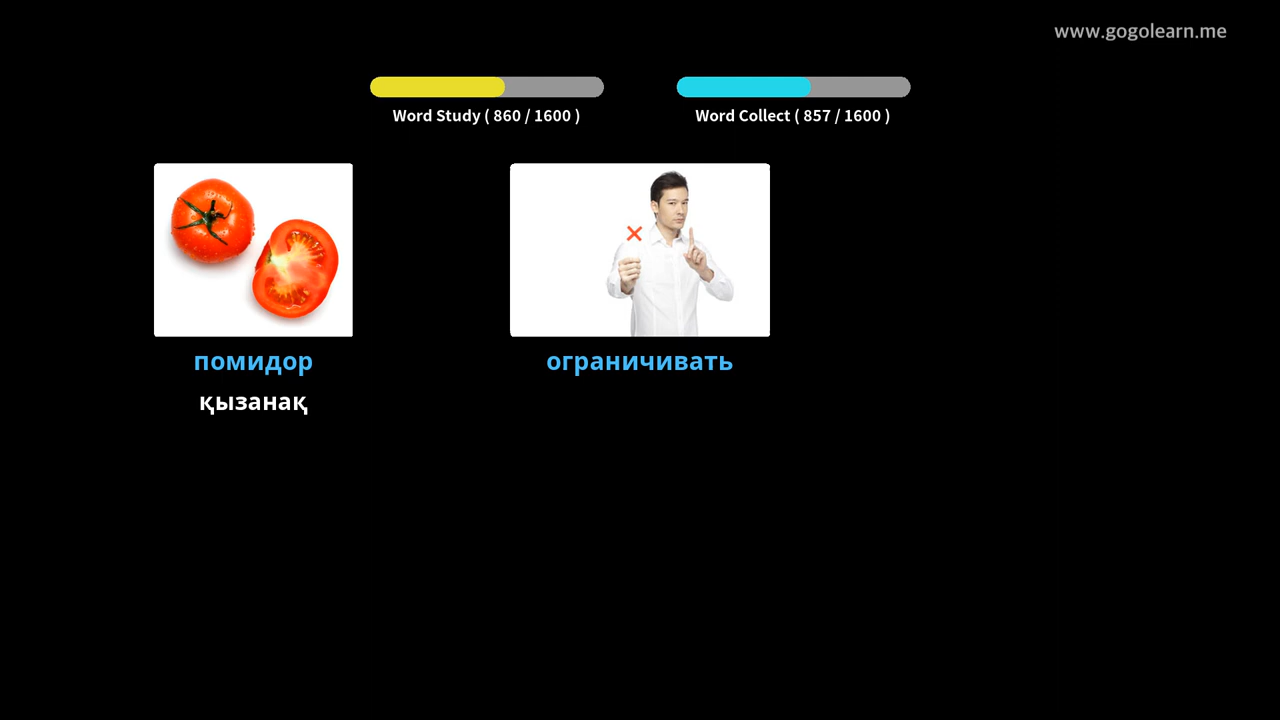 www.gogolearn.me
Word Study ( 860 / 1600 )
Word Collect ( 857 / 1600 )
помидор
қызанақ
ограничивать